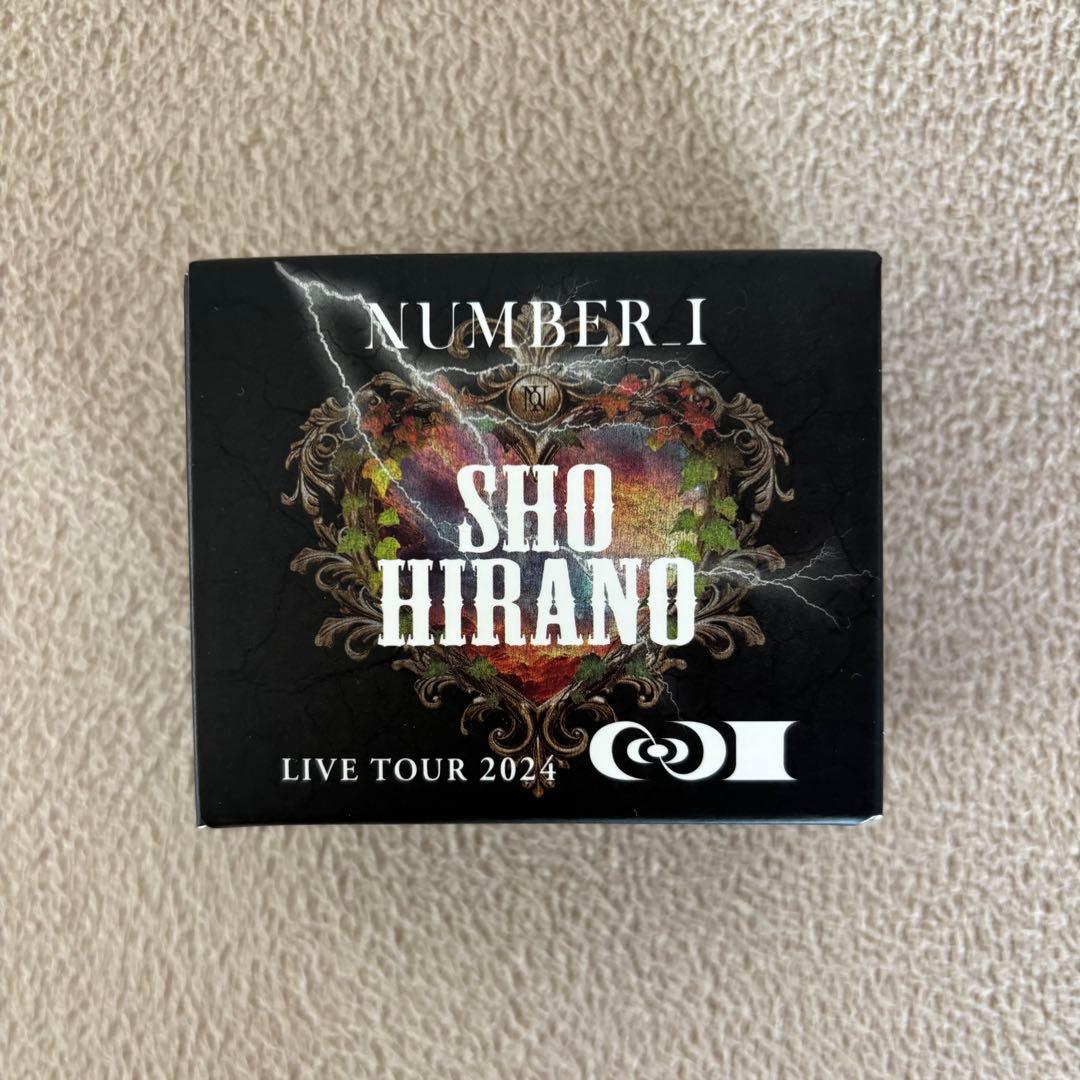 NUMBER_I
SHO
HIRANO
LIVE TOUR 2024